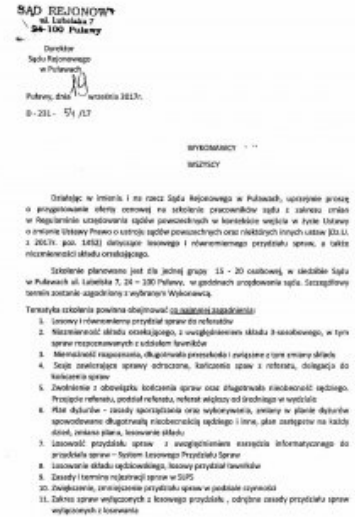 SĄD REJONOWY
ul. Lubelska 7
24-100 Puławy
Dyrektor
Sądu Rejonowego
w Puławach
Puławy, dnia 19 września 2017r.
D-231- 54 /17
WYKONAWCY
WSZYSCY
Działając w imieniu i na rzecz Sądu Rejonowego w Puławach, uprzejmie proszę
o przygotowanie oferty cenowej na szkolenie pracowników sądu z zakresu zmian
w Regulaminie urzędowania sądów powszechnych w kontekście wejścia w życie Ustawy
o zmianie Ustawy Prawo o ustroju sądów powszechnych oraz niektórych innych ustaw (Dz.U.
z 2017r. poz. 1452) dotyczące losowego i równomiernego przydziału spraw, a także
niezmienności składu orzekającego.
Szkolenie planowane jest dla jednej grupy 15 - 20 osobowej, w siedzibie Sądu
w Puławach ul. Lubelska 7, 24 – 100 Puławy, w godzinach urzędowania sądu. Szczegółowy
termin zostanie uzgodniony z wybranym Wykonawcą.
Tematyka szkolenia powinna obejmować co najmniej zagadnienia:
1. Losowy i równomierny przydział spraw do referatów
2. Niezmienność składu orzekającego, z uwzględnieniem składu 3-osobowego, w tym
spraw rozpoznawanych z udziałem ławników
3. Niemożność rozpoznania, długotrwała przeszkoda i związane z tym zmiany składu
4. Sesje zawierające sprawy odroczone, kończenie spraw z referatu, delegacja do
kończenia spraw
5. Zwolnienie z obowiązku kończenia spraw oraz długotrwała nieobecność sędziego.
Przejęcie referatu, podział referatu, referat większy od średniego w wydziale
6. Plan dyżurów – zasady sporządzania oraz wykonywania, zmiany w planie dyżurów
spowodowane długotrwałą nieobecnością sędziego i inne, plan zastępstw na każdy
dzień, zmiana planu, losowanie składu
7. Losowość przydziału spraw z uwzględnieniem narzędzia informatycznego do
przydziału spraw – System Losowego Przydziału Spraw
8. Losowanie składu sędziowskiego, losowy przydział ławników
9. Zasady i terminy rejestracji spraw w SLPS
10. Zwiększenie, zmniejszenie przydziału spraw w podziale czynności
11. Zakres spraw wyłączonych z losowego przydziału , odrębne zasady przydziału spraw
wyłączonych z losowania